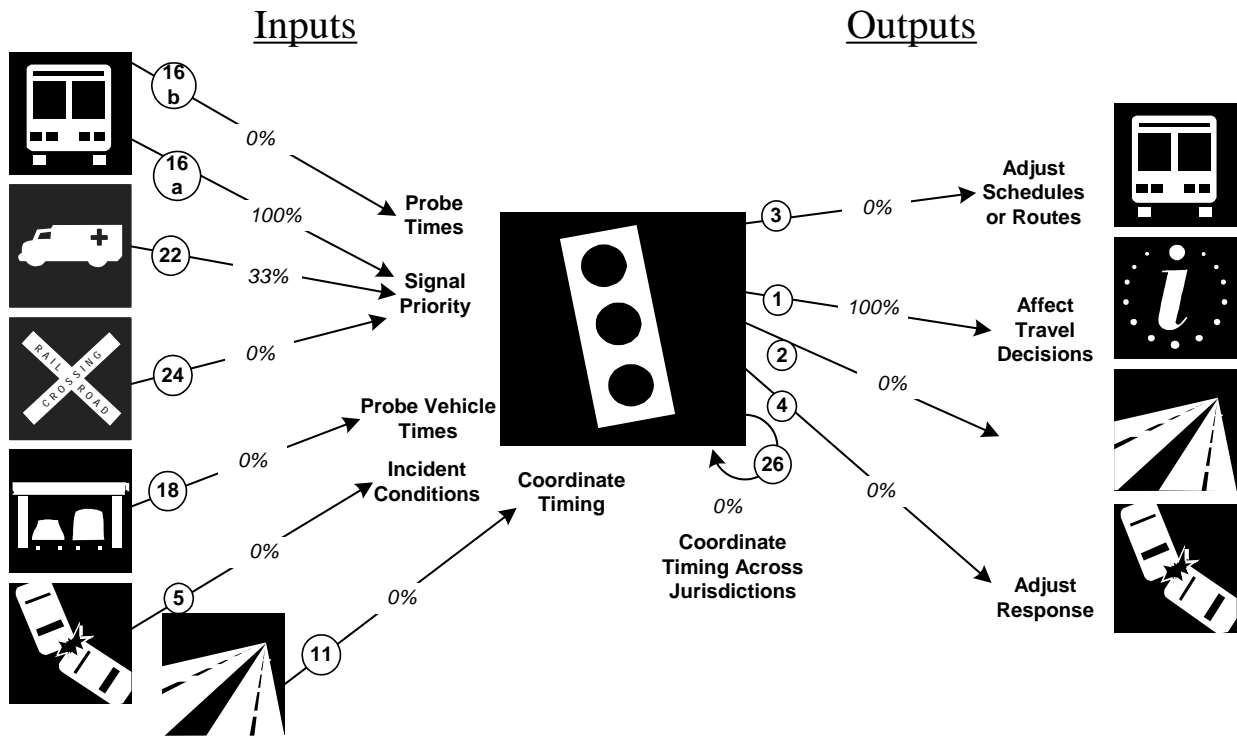 Inputs
Outputs
16
b
0%
16
a
100%
Probe
Times
22
33%
Signal
Priority
RAIL ROAD
CROSSING
24
0%
Probe Vehicle
Times
18
0%
Incident
Conditions
5
0%
Coordinate
Timing
11
0%
26
0%
Coordinate
Timing Across
Jurisdictions
3
0%
Adjust
Schedules
or Routes
1
100%
Affect
Travel
Decisions
i
2
0%
4
0%
Adjust
Response